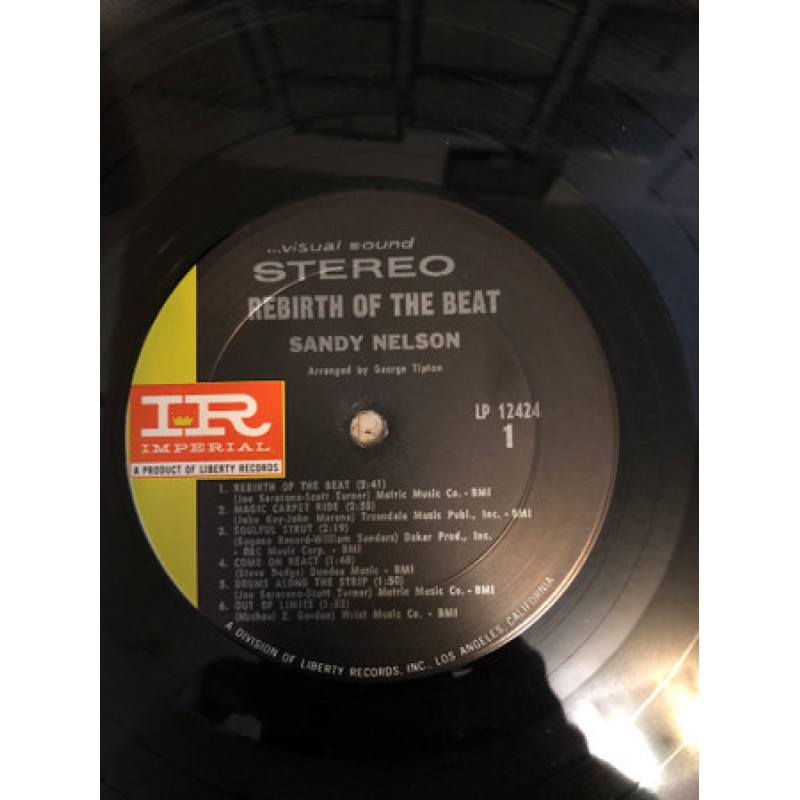 ...visual sound
STEREO
REBIRTH OF THE BEAT
SANDY NELSON
Arranged by George Tipton
LP 12424
1
IR
IMPERIAL
A PRODUCT OF LIBERTY RECORDS
1. REBIRTH OF THE BEAT (2:41)
(Joe Saraceno-Scott Turner) Metric Music Co. - BMI
2. MAGIC CARPET RIDE (2:55)
(John Kay-John Morene) Trousdale Music Publ., Inc. - BMI
3. SOULFUL STRUT (2:19)
(Eugene Record-William Sanders) Dakar Prod., Inc.
- BRC Music Corp. - BMI
4. COME ON REACT (1:48)
(Steve Dodge) Dundee Music - BMI
5. DRUMS ALONG THE STRIP (1:50)
(Joe Saraceno-Scott Turner) Metric Music Co. - BMI
6. OUT OF LIMITS (1:53)
(Michael Z. Gordon) Wrist Music Co. - BMI
A DIVISION OF LIBERTY RECORDS, INC., LOS ANGELES, CALIFORNIA